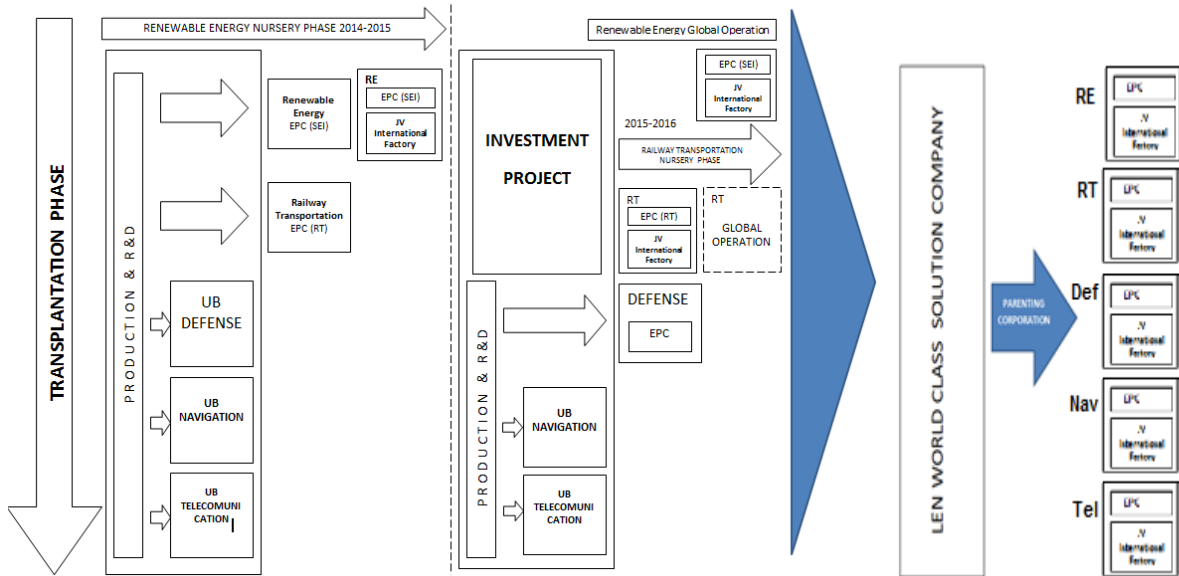 TRANSPLANTATION PHASE
RENEWABLE ENERGY NURSERY PHASE 2014-2015
PRODUCTION & R&D
Renewable
Energy
EPC (SEI)
RE
EPC (SEI)
JV
International
Factory
Railway
Transportation
EPC (RT)
UB
DEFENSE
UB
NAVIGATION
UB
TELECOMUNI
CATION
INVESTMENT
PROJECT
PRODUCTION & R&D
Renewable Energy Global Operation
EPC (SEI)
JV
International
Factory
2015-2016
RAILWAY TRANSPORTATION
NURSERY PHASE
RT
EPC (RT)
JV
International
Factory
RT
GLOBAL
OPERATION
DEFENSE
EPC
UB
NAVIGATION
UB
TELECOMUNI
CATION
LEN WORLD CLASS SOLUTION COMPANY
PARENTING
CORPORATION
RE
EPC
JV
International
Factory
RT
EPC
JV
International
Factory
Def
EPC
JV
International
Factory
Nav
EPC
JV
International
Factory
Tel
EPC
JV
International
Factory